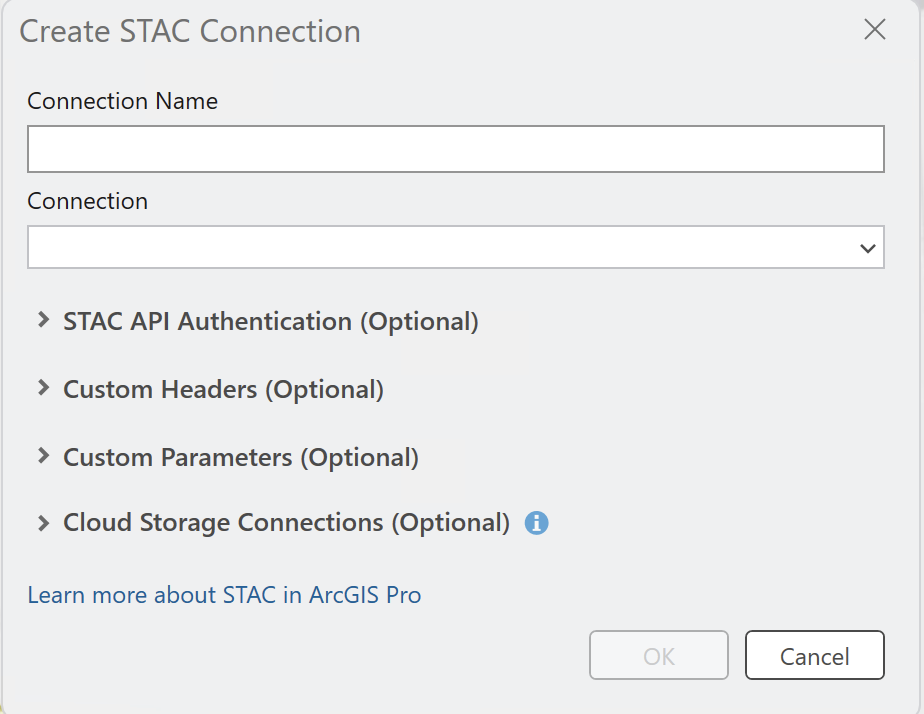 Create STAC Connection
Connection Name
Connection
STAC API Authentication (Optional)
Custom Headers (Optional)
Custom Parameters (Optional)
Cloud Storage Connections (Optional)
Learn more about STAC in ArcGIS Pro
OK
Cancel